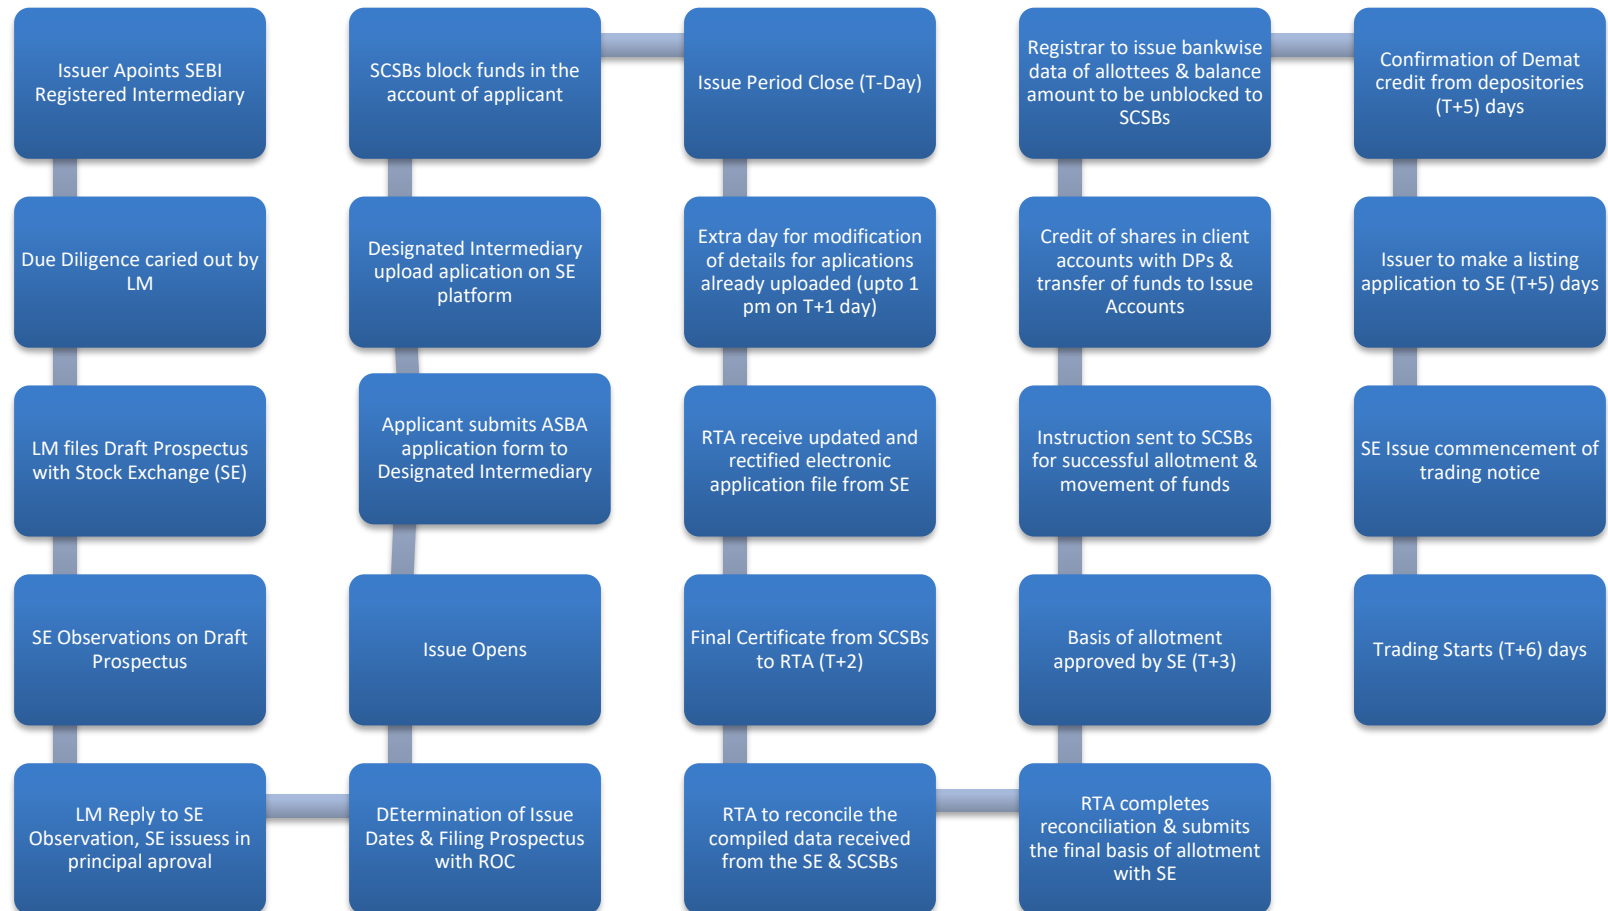 Issuer Apoints SEBI
Registered Intermediary
Due Diligence caried out by
LM
LM files Draft Prospectus
with Stock Exchange (SE)
SE Observations on Draft
Prospectus
LM Reply to SE
Observation, SE issuess in
principal aproval
DEtermination of Issue
Dates & Filing Prospectus
with ROC
Issue Opens
Applicant submits ASBA
application form to
Designated Intermediary
Designated Intermediary
upload aplication on SE
platform
SCSBs block funds in the
account of applicant
Issue Period Close (T-Day)
Extra day for modification
of details for aplications
already uploaded (upto 1
pm on T+1 day)
RTA receive updated and
rectified electronic
application file from SE
Final Certificate from SCSBs
to RTA (T+2)
RTA to reconcile the
compiled data received
from the SE & SCSBs
RTA completes
reconciliation & submits
the final basis of allotment
with SE
Basis of allotment
approved by SE (T+3)
Instruction sent to SCSBs
for successful allotment &
movement of funds
Credit of shares in client
accounts with DPs &
transfer of funds to Issue
Accounts
Registrar to issue bankwise
data of allottees & balance
amount to be unblocked to
SCSBs
Confirmation of Demat
credit from depositories
(T+5) days
Issuer to make a listing
application to SE (T+5) days
SE Issue commencement of
trading notice
Trading Starts (T+6) days